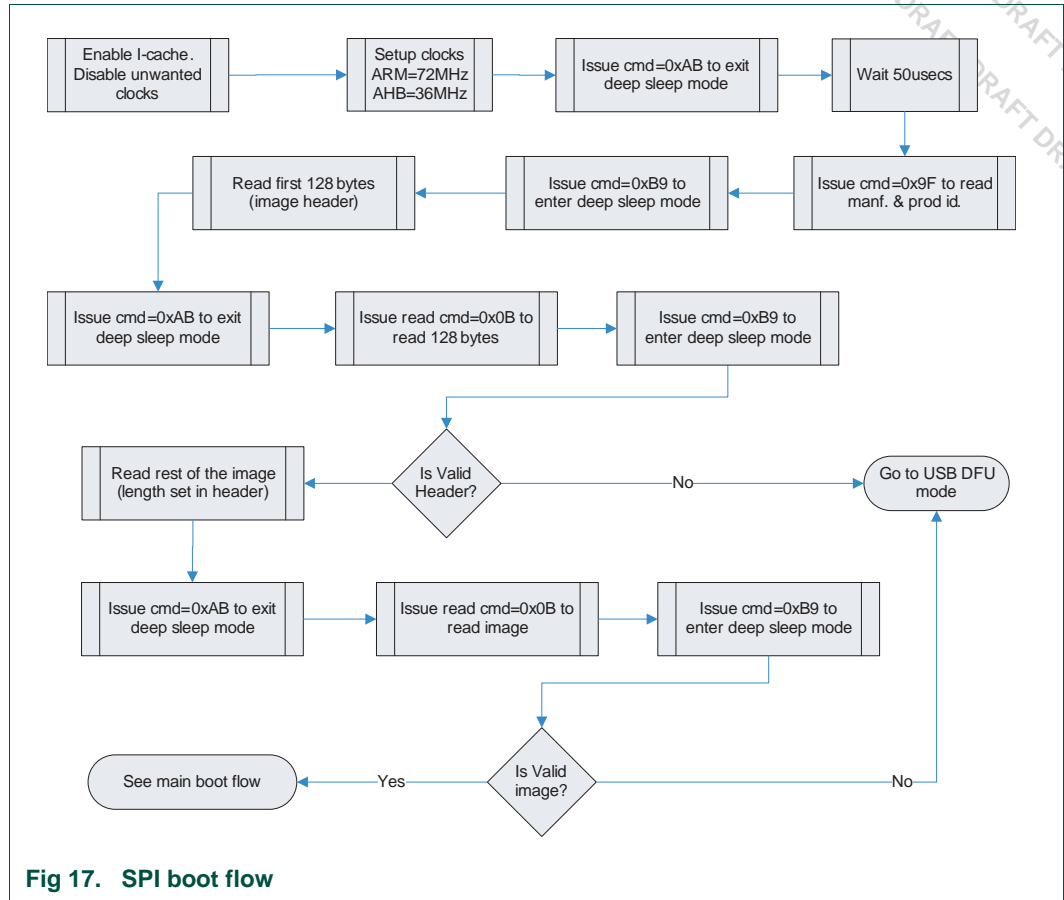 DRAFT DRAFT
DRAFT DRAFT
Enable I-cache.
Disable unwanted
clocks
Setup clocks
ARM=72MHz
AHB=36MHz
Issue cmd=0xAB to exit
deep sleep mode
Wait 50usecs
Read first 128 bytes
(image header)
Issue cmd=0xB9 to
enter deep sleep mode
Issue cmd=0x9F to read
manf. & prod id.
Issue cmd=0xAB to exit
deep sleep mode
Issue read cmd=0x0B to
read 128 bytes
Issue cmd=0xB9 to
enter deep sleep mode
Read rest of the image
(length set in header)
Is Valid
Header?
No
Go to USB DFU
mode
Issue cmd=0xAB to exit
deep sleep mode
Issue read cmd=0x0B to
read image
Issue cmd=0xB9 to
enter deep sleep mode
See main boot flow
Yes
Is Valid
image?
No
Fig 17. SPI boot flow